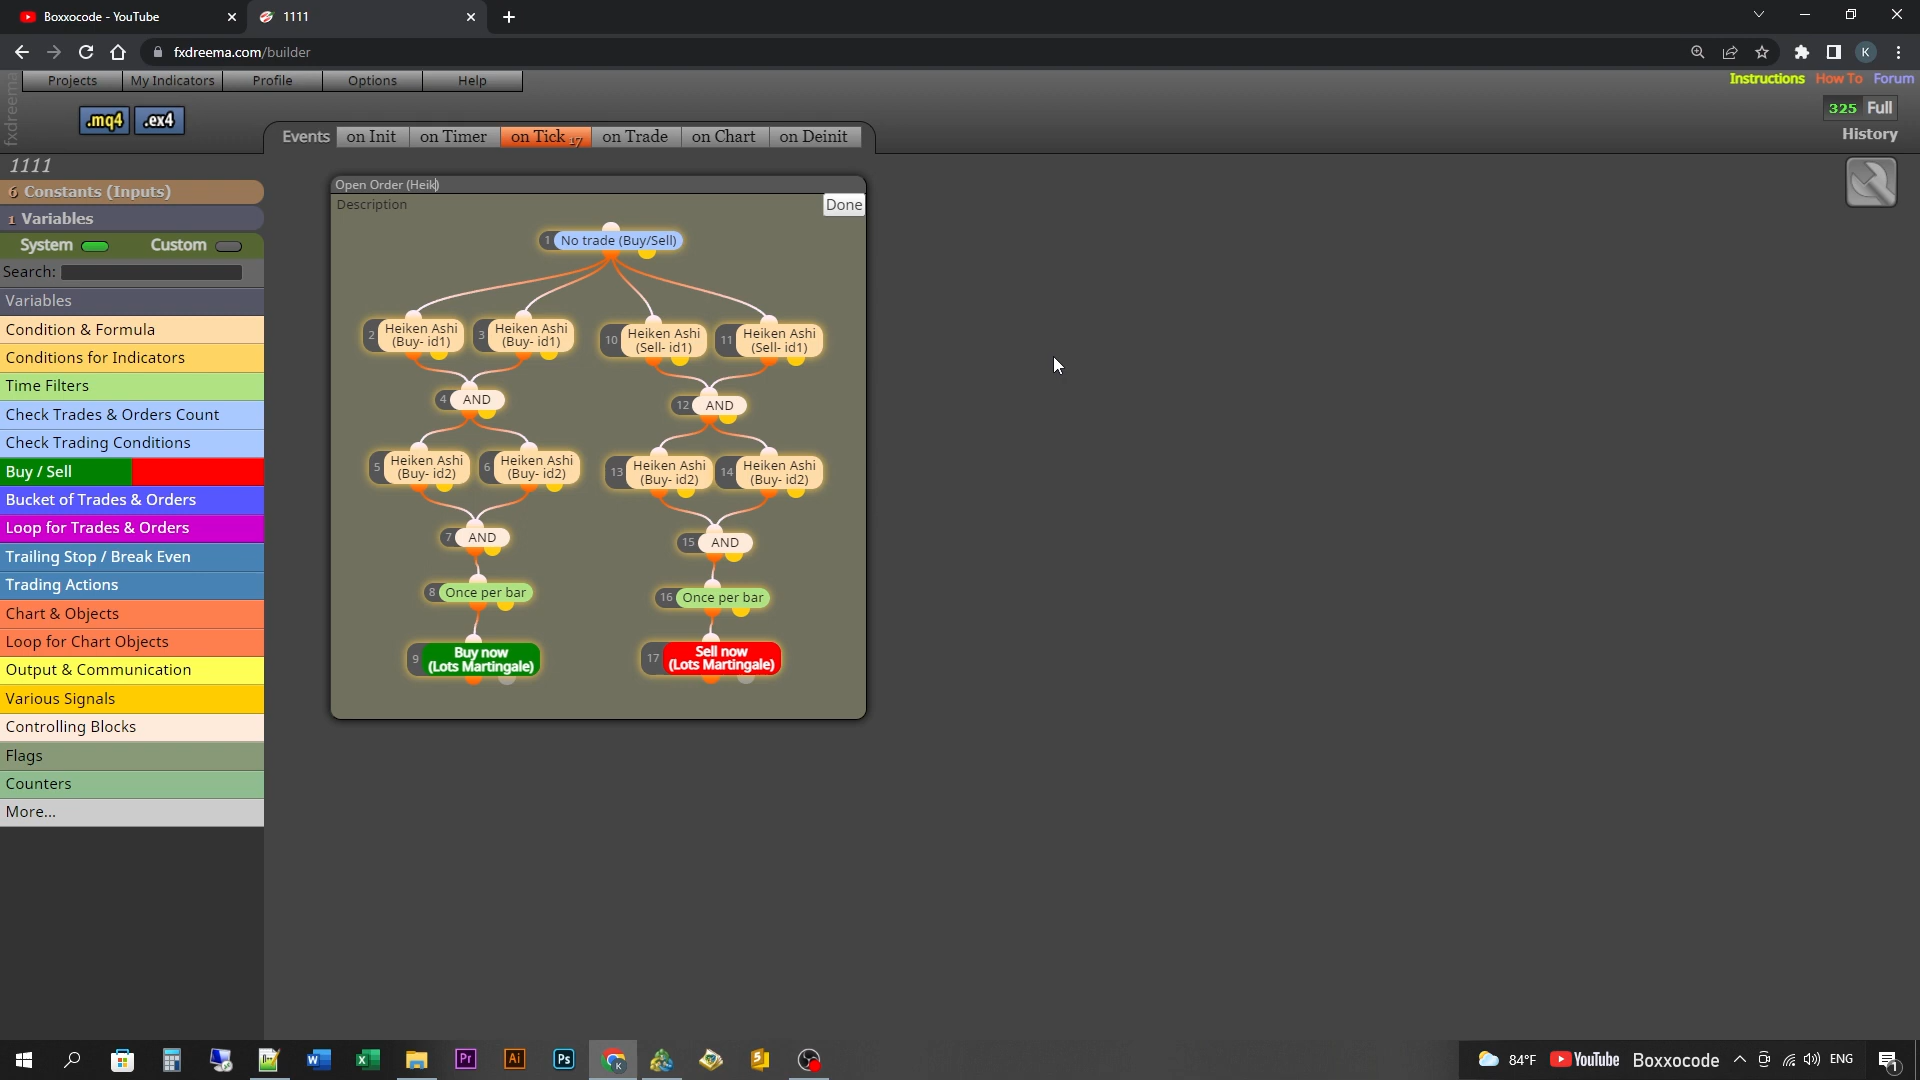 Boxxocode - YouTube
1111
fxdreema.com/builder
K
Projects
My Indicators
Profile
Options
Help
Instructions
How To
Forum
fxdreema
.mq4
.ex4
325
Full
History
Events
on Init
on Timer
on Tick 17
on Trade
on Chart
on Deinit
1111
6 Constants (Inputs)
1 Variables
System
Custom
Search:
Variables
Condition & Formula
Conditions for Indicators
Time Filters
Check Trades & Orders Count
Check Trading Conditions
Buy / Sell
Bucket of Trades & Orders
Loop for Trades & Orders
Trailing Stop / Break Even
Trading Actions
Chart & Objects
Loop for Chart Objects
Output & Communication
Various Signals
Controlling Blocks
Flags
Counters
More...
Open Order (Heik)
Description
Done
1 No trade (Buy/Sell)
2 Heiken Ashi
(Buy- id1)
3 Heiken Ashi
(Buy- id1)
10 Heiken Ashi
(Sell- id1)
11 Heiken Ashi
(Sell- id1)
4 AND
12 AND
5 Heiken Ashi
(Buy- id2)
6 Heiken Ashi
(Buy- id2)
13 Heiken Ashi
(Buy- id2)
14 Heiken Ashi
(Buy- id2)
7 AND
15 AND
8 Once per bar
16 Once per bar
9 Buy now
(Lots Martingale)
17 Sell now
(Lots Martingale)
Pr
Ai
Ps
84°F
YouTube
Boxxocode
ENG
1